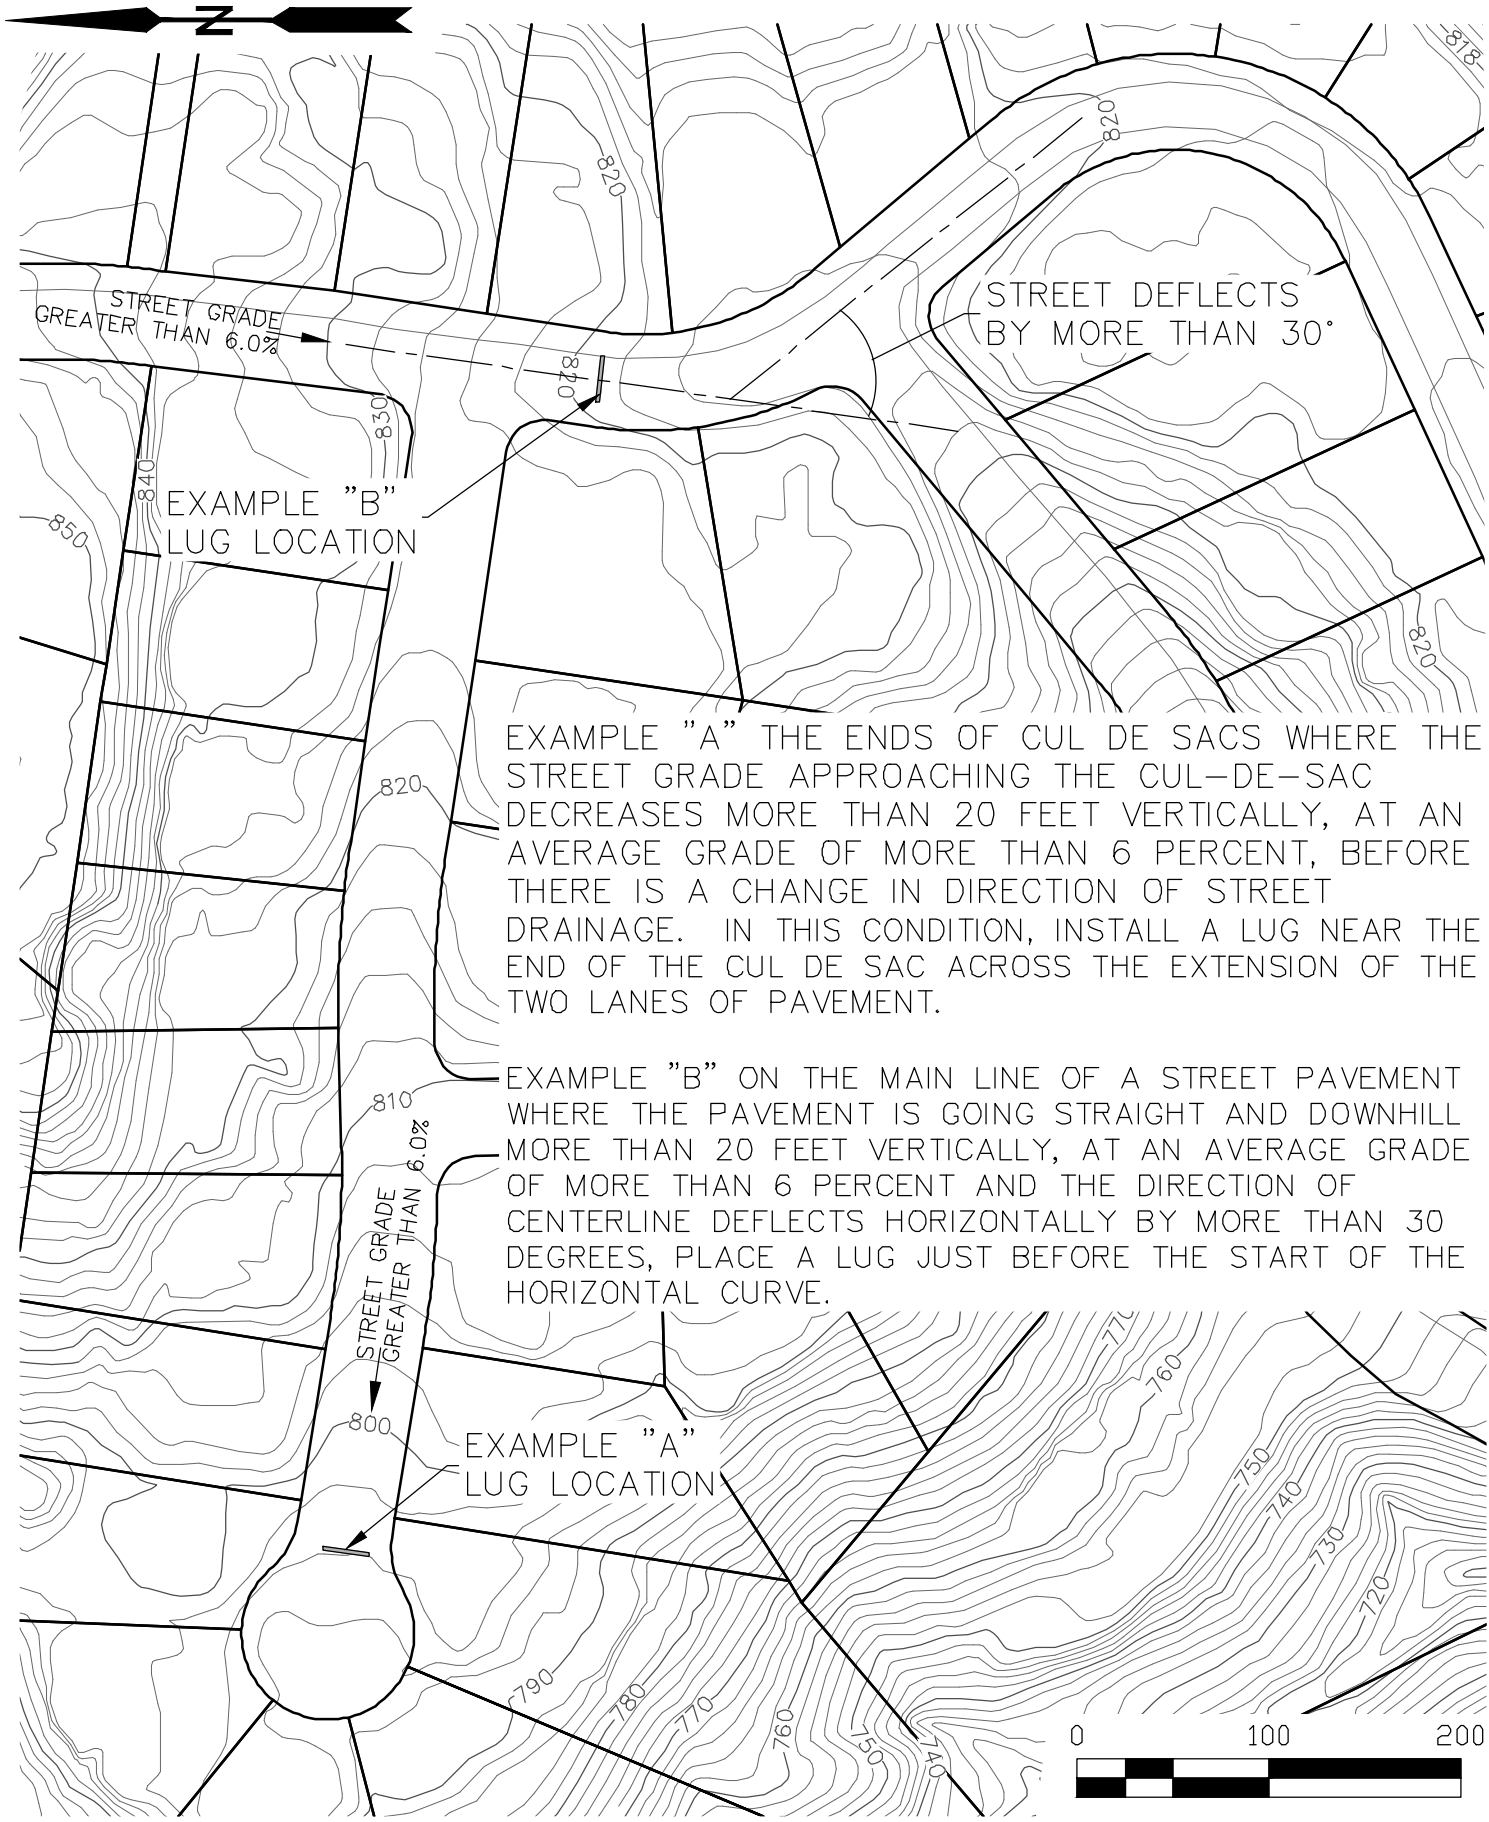 N
818
820
820
STREET GRADE
GREATER THAN 6.0%
STREET DEFLECTS
BY MORE THAN 30°
820
830
840
850
EXAMPLE "B"
LUG LOCATION
820
820
EXAMPLE "A" THE ENDS OF CUL DE SACS WHERE THE
STREET GRADE APPROACHING THE CUL-DE-SAC
DECREASES MORE THAN 20 FEET VERTICALLY, AT AN
AVERAGE GRADE OF MORE THAN 6 PERCENT, BEFORE
THERE IS A CHANGE IN DIRECTION OF STREET
DRAINAGE. IN THIS CONDITION, INSTALL A LUG NEAR THE
END OF THE CUL DE SAC ACROSS THE EXTENSION OF THE
TWO LANES OF PAVEMENT.
EXAMPLE "B" ON THE MAIN LINE OF A STREET PAVEMENT
WHERE THE PAVEMENT IS GOING STRAIGHT AND DOWNHILL
MORE THAN 20 FEET VERTICALLY, AT AN AVERAGE GRADE
OF MORE THAN 6 PERCENT AND THE DIRECTION OF
CENTERLINE DEFLECTS HORIZONTALLY BY MORE THAN 30
DEGREES, PLACE A LUG JUST BEFORE THE START OF THE
HORIZONTAL CURVE.
810
STREET GRADE
GREATER THAN 6.0%
800
EXAMPLE "A"
LUG LOCATION
770
760
750
740
730
720
790
780
770
760
750
740
0 100 200